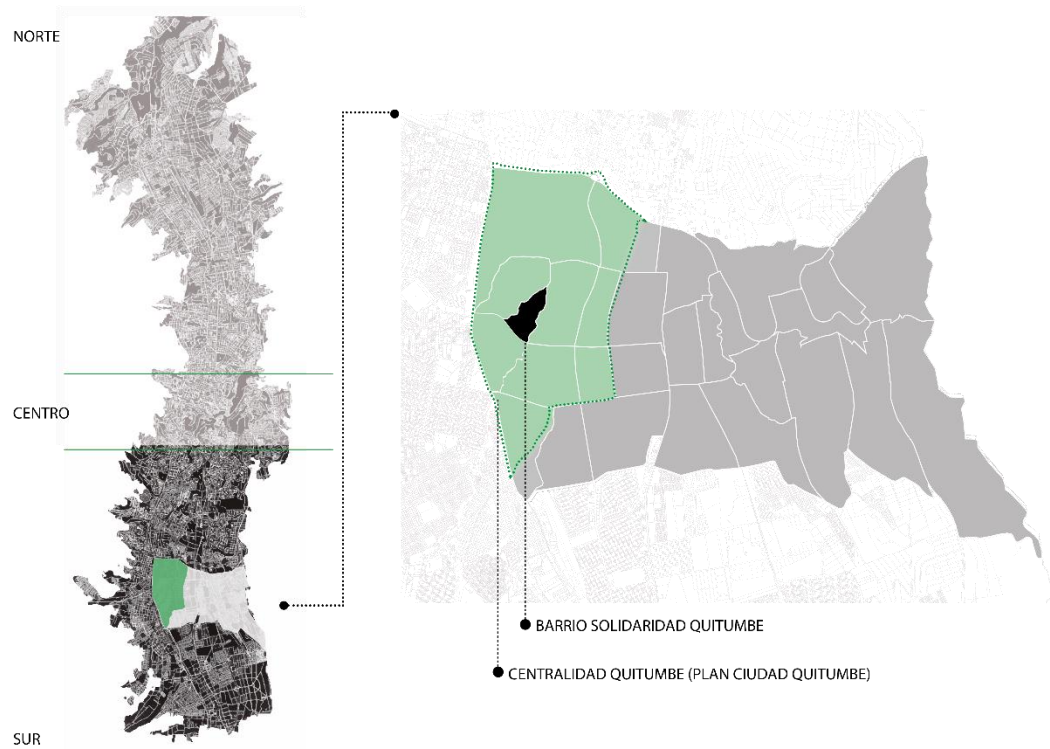 NORTE
CENTRO
SUR
BARRIO SOLIDARIDAD QUITUMBE
CENTRALIDAD QUITUMBE (PLAN CIUDAD QUITUMBE)